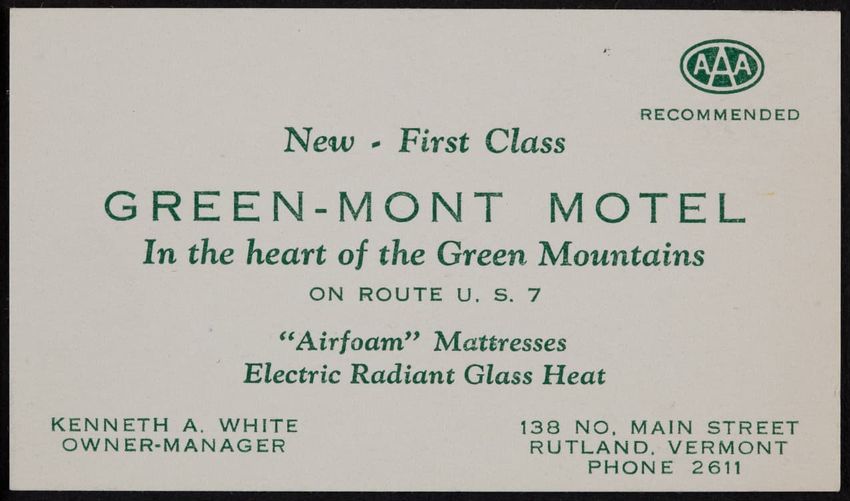 AAA
RECOMMENDED
New - First Class
GREEN-MONT MOTEL
In the heart of the Green Mountains
ON ROUTE U. S. 7
“Airfoam” Mattresses
Electric Radiant Glass Heat
KENNETH A. WHITE
OWNER-MANAGER
138 NO. MAIN STREET
RUTLAND, VERMONT
PHONE 2611